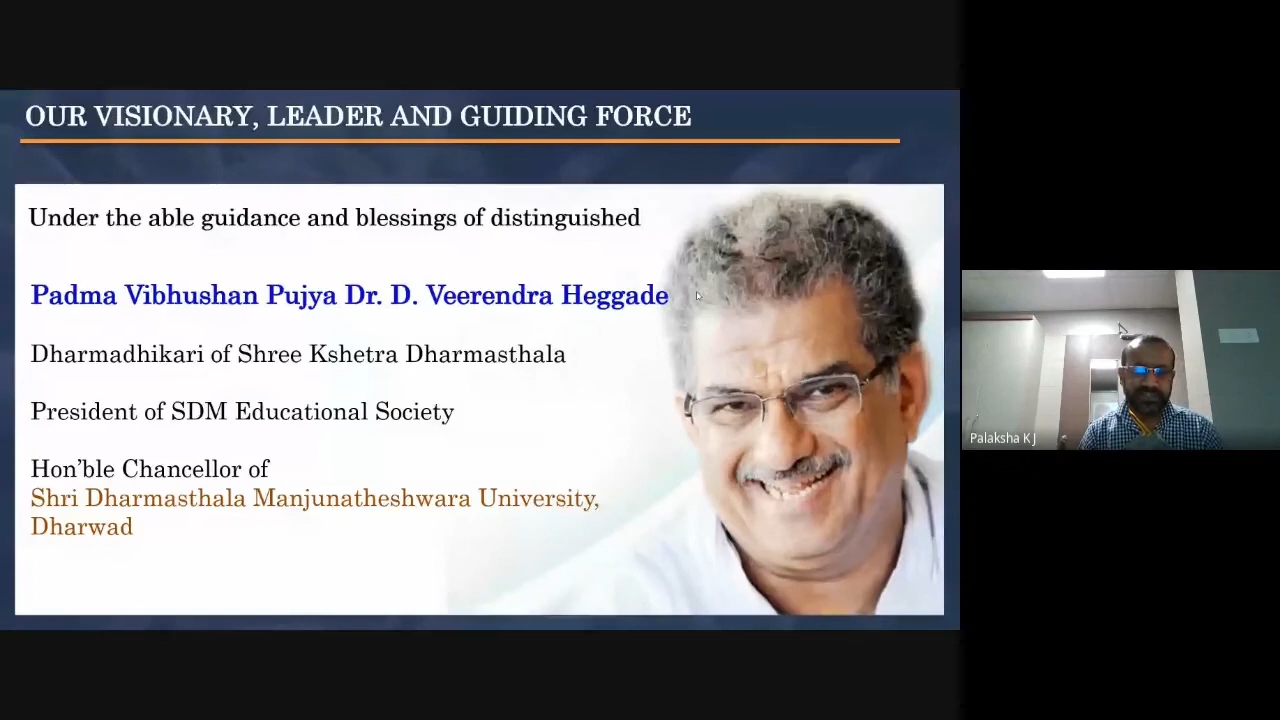 OUR VISIONARY, LEADER AND GUIDING FORCE
Under the able guidance and blessings of distinguished
Padma Vibhushan Pujya Dr. D. Veerendra Heggade
Dharmadhikari of Shree Kshetra Dharmasthala
President of SDM Educational Society
Hon’ble Chancellor of
Shri Dharmasthala Manjunatheshwara University,
Dharwad
Palaksha K J